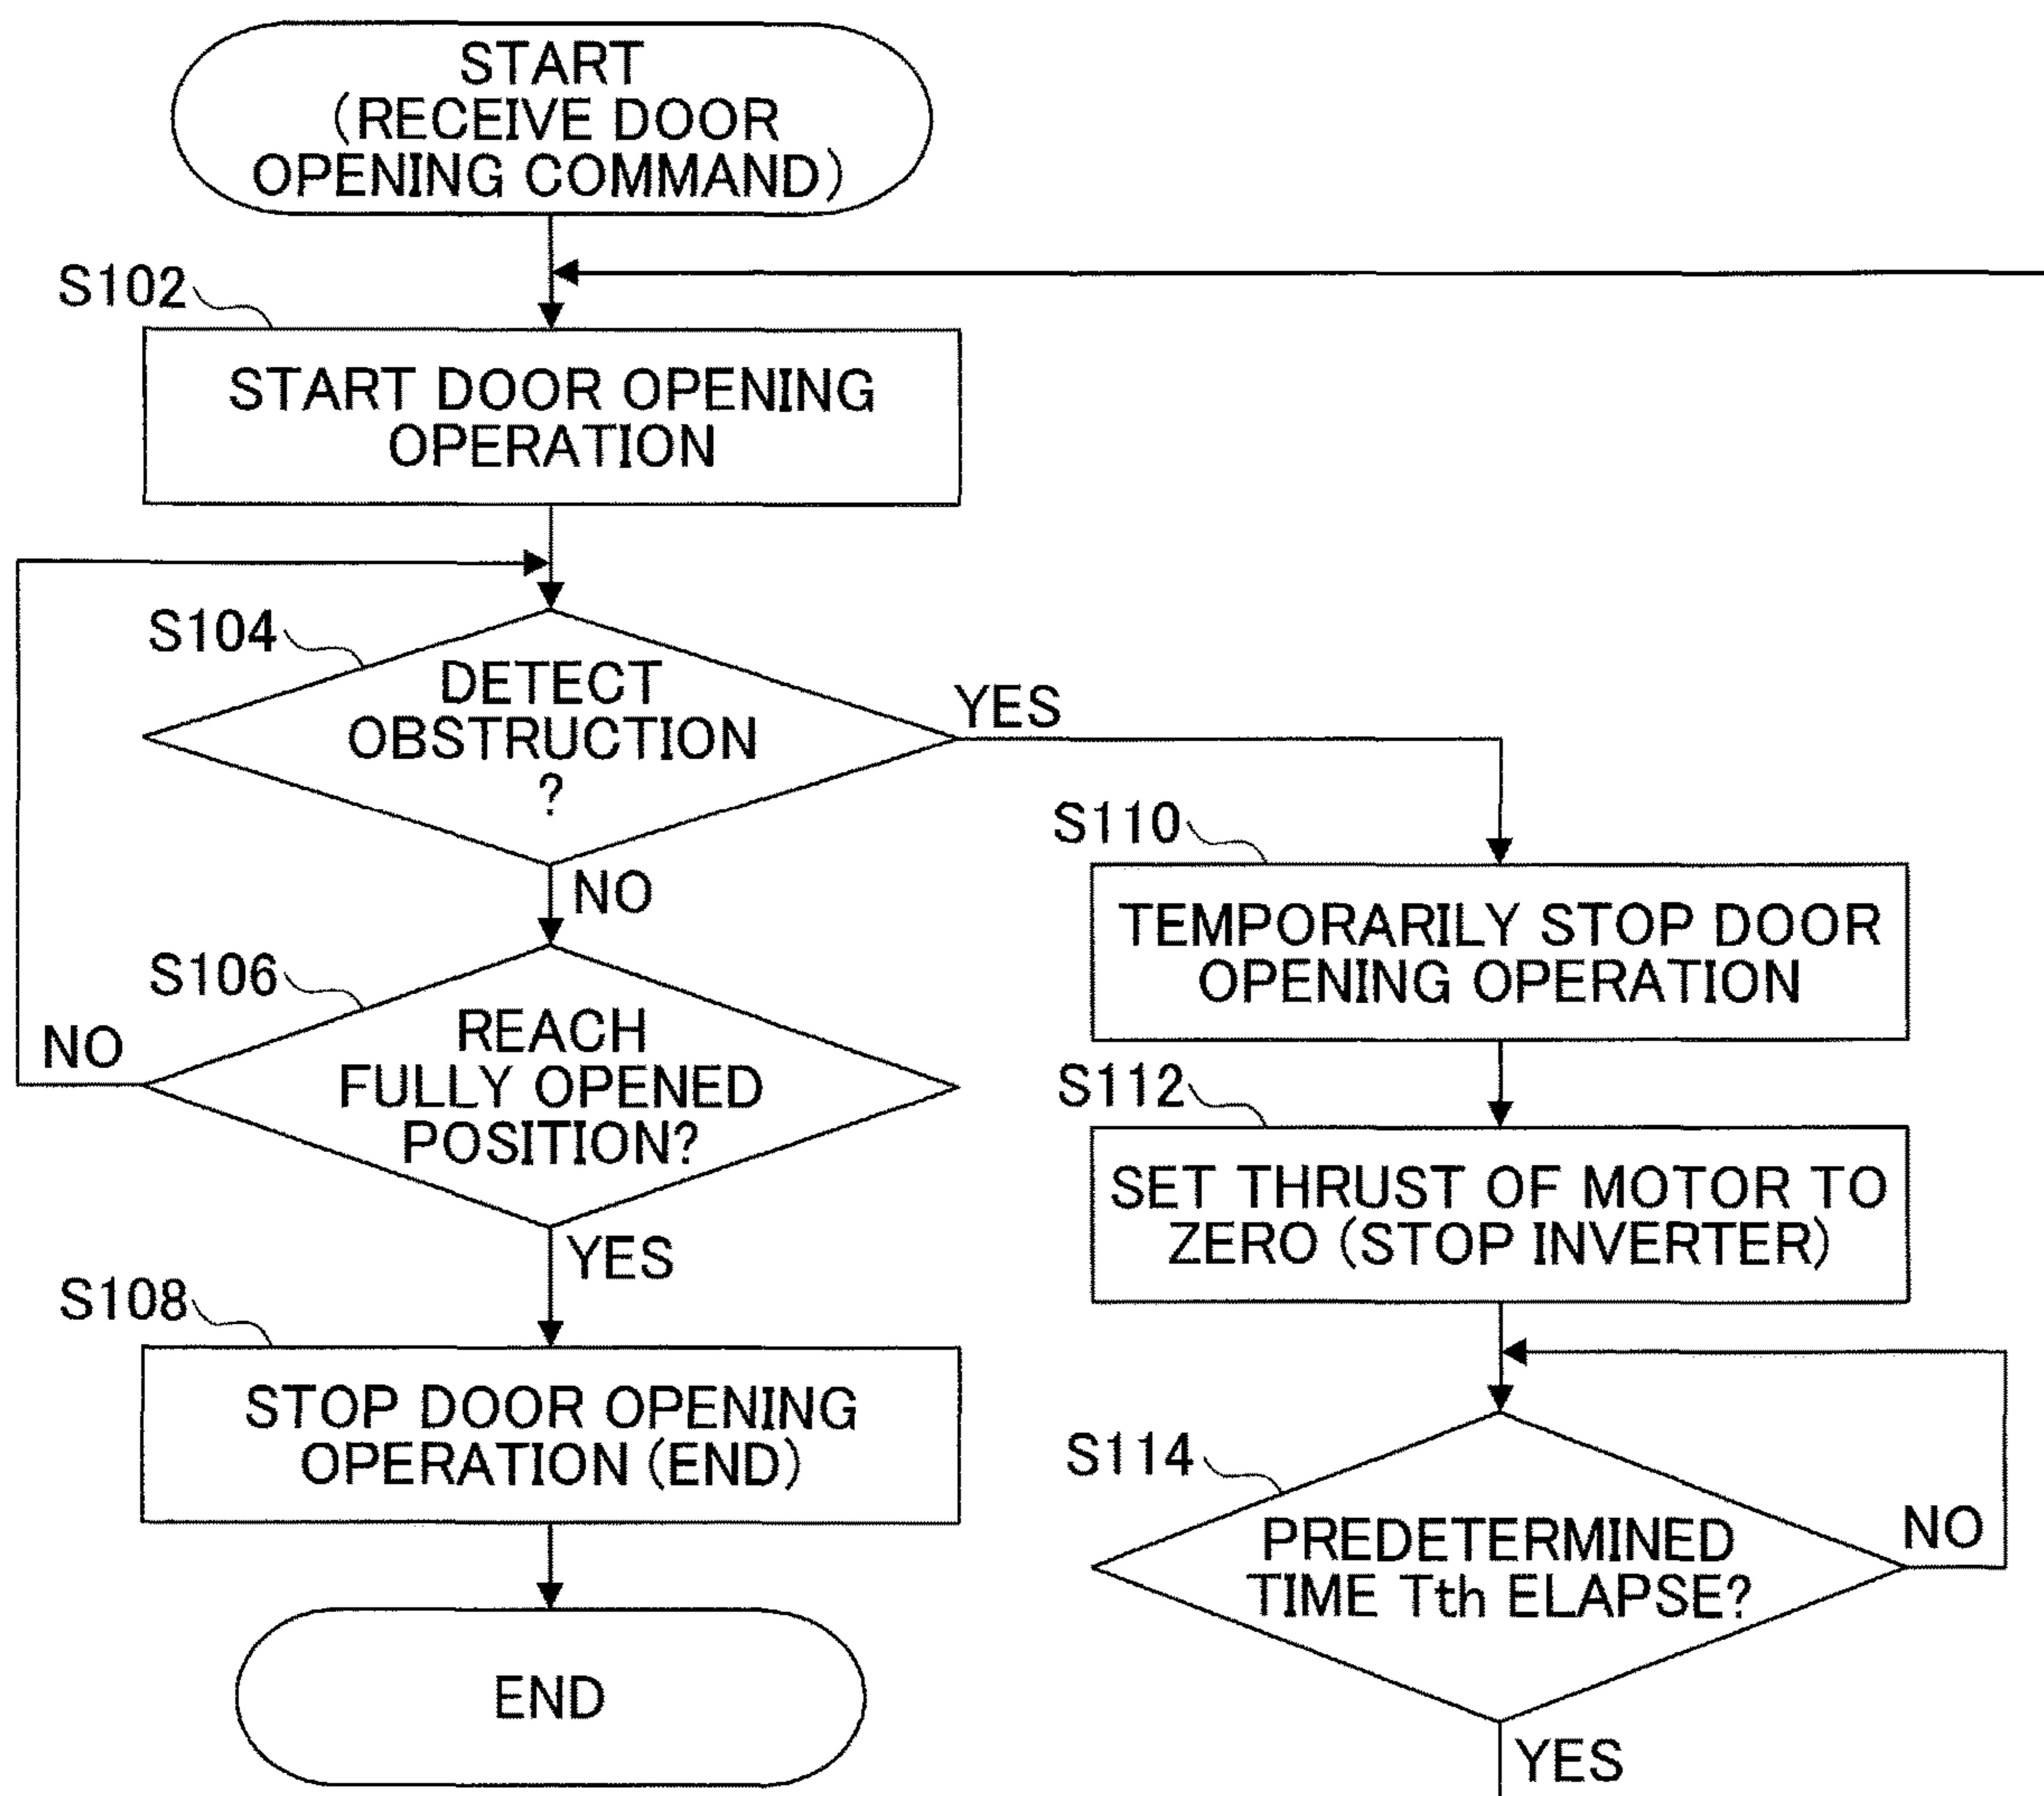 START
(RECEIVE DOOR
OPENING COMMAND)
S102
START DOOR OPENING
OPERATION
S104
DETECT
OBSTRUCTION
?
YES
NO
S106
REACH
FULLY OPENED
POSITION?
NO
YES
S108
STOP DOOR OPENING
OPERATION (END)
END
S110
TEMPORARILY STOP DOOR
OPENING OPERATION
S112
SET THRUST OF MOTOR TO
ZERO (STOP INVERTER)
S114
PREDETERMINED
TIME Tth ELAPSE?
NO
YES